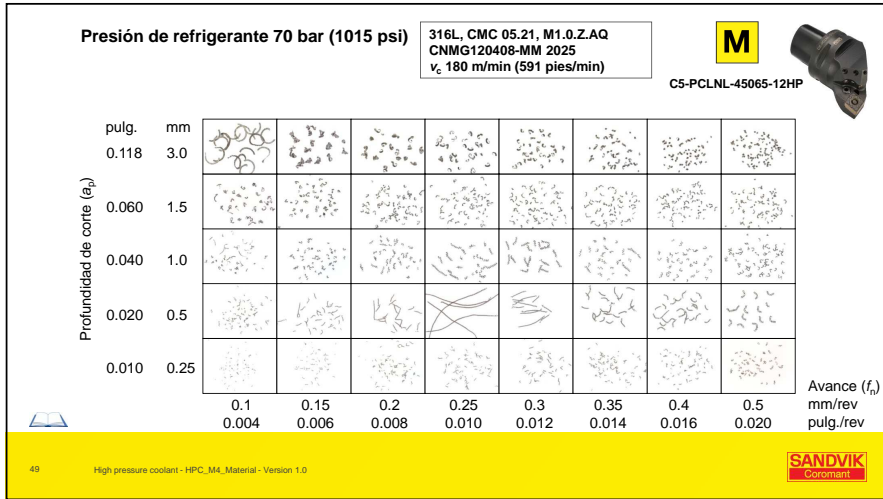 Presión de refrigerante 70 bar (1015 psi)
316L, CMC 05.21, M1.0.Z.AQ
CNMG120408-MM 2025
vc 180 m/min (591 pies/min)
M
C5-PCLNL-45065-12HP
pulg. mm
0.118 3.0
0.060 1.5
0.040 1.0
0.020 0.5
0.010 0.25
Profundidad de corte (ap)
0.1 0.15 0.2 0.25 0.3 0.35 0.4 0.5
0.004 0.006 0.008 0.010 0.012 0.014 0.016 0.020
Avance (fn)
mm/rev
pulg./rev
49 High pressure coolant - HPC_M4_Material - Version 1.0
SANDVIK
Coromant